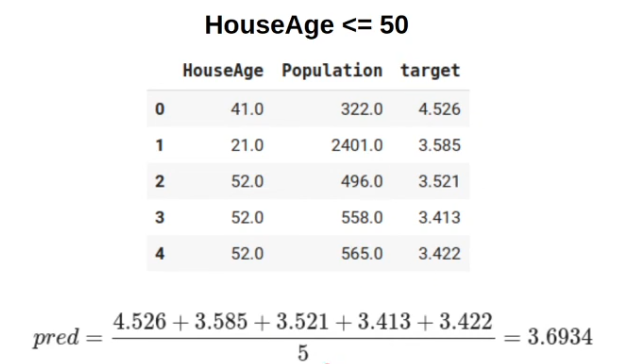 HouseAge <= 50
HouseAge Population target
0 41.0 322.0 4.526
1 21.0 2401.0 3.585
2 52.0 496.0 3.521
3 52.0 558.0 3.413
4 52.0 565.0 3.422
pred = (4.526 + 3.585 + 3.521 + 3.413 + 3.422) / 5 = 3.6934